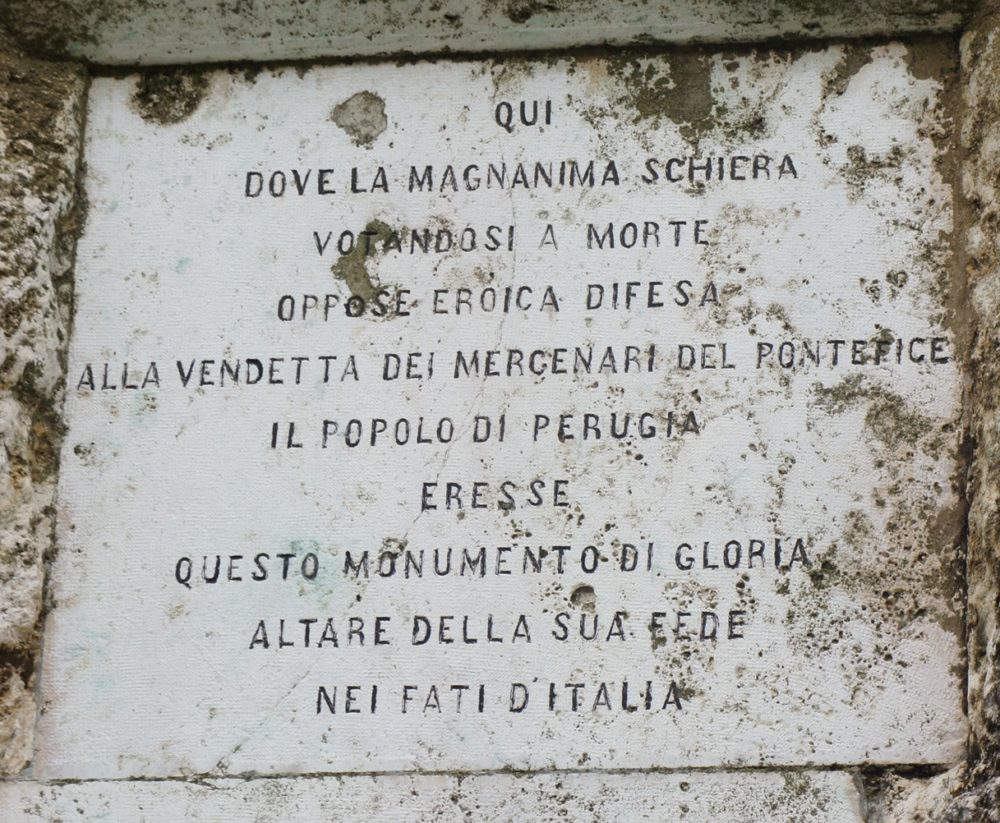 QUI
DOVE LA MAGNANIMA SCHIERA
VOTANDOSI A MORTE
OPPOSE EROICA DIFESA
ALLA VENDETTA DEI MERCENARI DEL PONTEFICE
IL POPOLO DI PERUGIA
ERESSE
QUESTO MONUMENTO DI GLORIA
ALTARE DELLA SUA FEDE
NEI FATI D'ITALIA